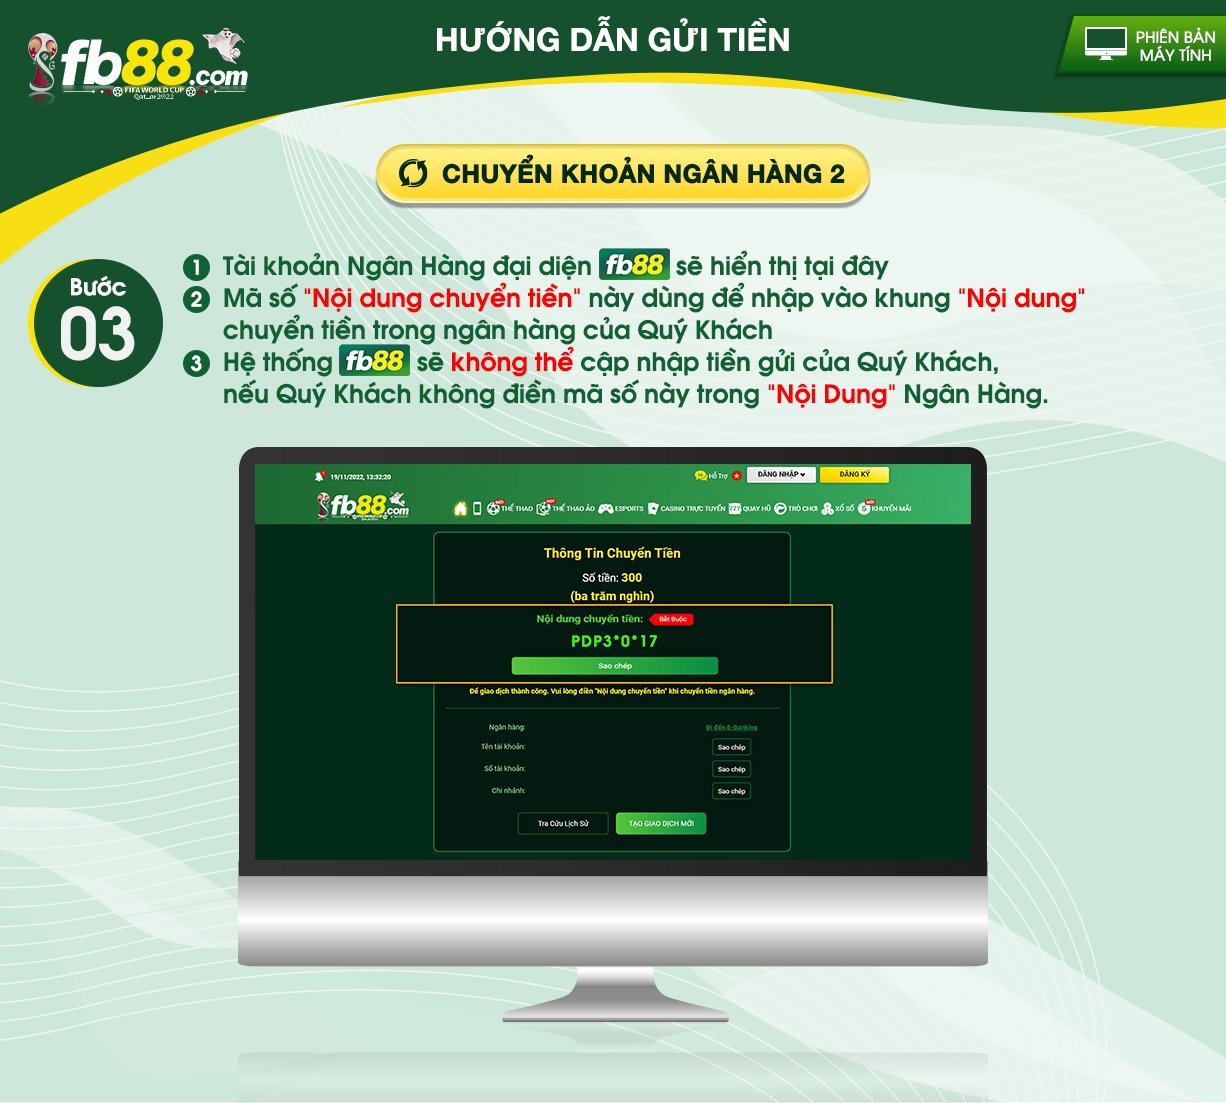 fb88.com
FIFA WORLD CUP
Qatar2022
HƯỚNG DẪN GỬI TIỀN
PHIÊN BẢN
MÁY TÍNH
CHUYỂN KHOẢN NGÂN HÀNG 2
Bước
03
1 Tài khoản Ngân Hàng đại diện fb88 sẽ hiển thị tại đây
2 Mã số "Nội dung chuyển tiền" này dùng để nhập vào khung "Nội dung"
chuyển tiền trong ngân hàng của Quý Khách
3 Hệ thống fb88 sẽ không thể cập nhập tiền gửi của Quý Khách,
nếu Quý Khách không điền mã số này trong "Nội Dung" Ngân Hàng.
19/11/2022, 13:32:20
Hỗ Trợ
ĐĂNG NHẬP
ĐĂNG KÝ
fb88.com
THỂ THAO MỚI THỂ THAO ẢO HOT ESPORTS CASINO TRỰC TUYẾN QUAY HŨ TRÒ CHƠI XỔ SỐ KHUYẾN MÃI MỚI
Thông Tin Chuyển Tiền
Số tiền: 300
(ba trăm nghìn)
Nội dung chuyển tiền: Bắt Buộc
PDP3*0*17
Sao chép
Để giao dịch thành công. Vui lòng điền "Nội dung chuyển tiền" khi chuyển tiền ngân hàng.
Ngân hàng: Đi đến E-Banking
Tên tài khoản: Sao chép
Số tài khoản: Sao chép
Chi nhánh: Sao chép
Tra Cứu Lịch Sử
TẠO GIAO DỊCH MỚI